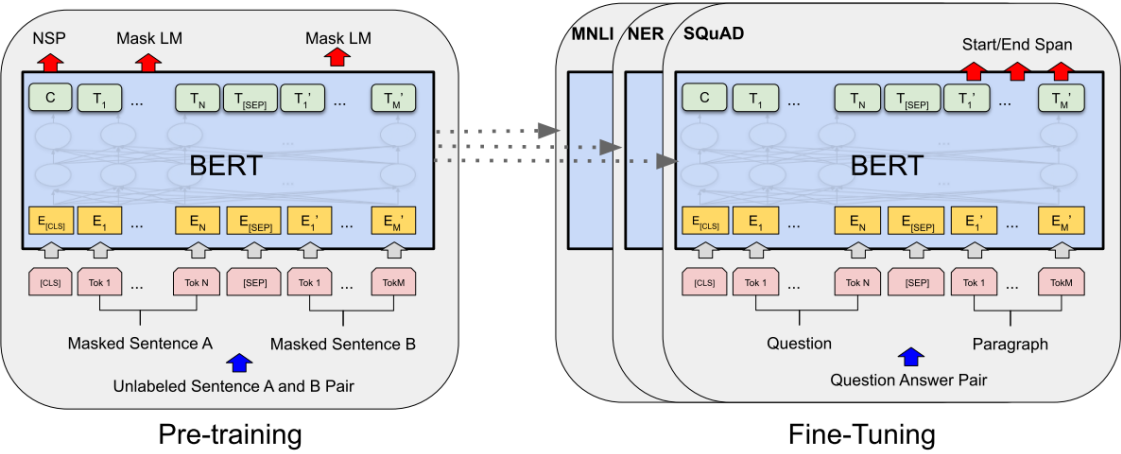 NSP Mask LM Mask LM
C T1 ... TN T[SEP] T1' ... TM'
BERT
E[CLS] E1 ... EN E[SEP] E1' ... EM'
[CLS] Tok 1 ... Tok N [SEP] Tok 1 ... TokM
Masked Sentence A Masked Sentence B
Unlabeled Sentence A and B Pair
Pre-training
MNLI NER SQuAD
Start/End Span
C T1 ... TN T[SEP] T1' ... TM'
BERT
E[CLS] E1 ... EN E[SEP] E1' ... EM'
[CLS] Tok 1 ... Tok N [SEP] Tok 1 ... TokM
Question Paragraph
Question Answer Pair
Fine-Tuning